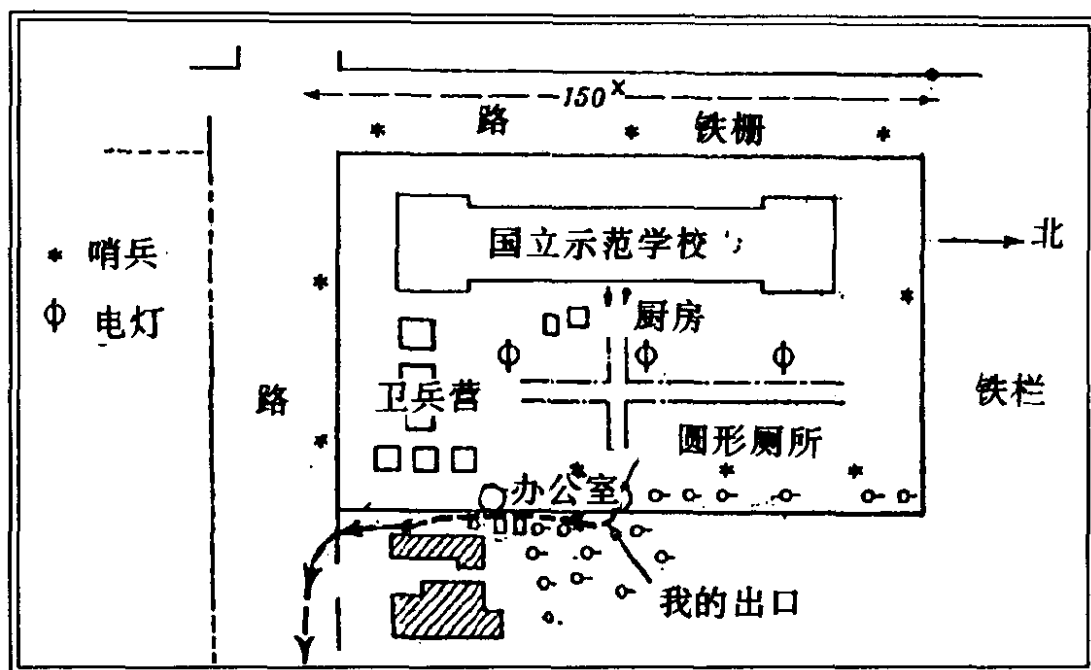 150 ×
路
铁栅
国立示范学校
北
* 哨兵
电灯
厨房
路
卫兵营
铁栏
圆形厕所
办公室
我的出口